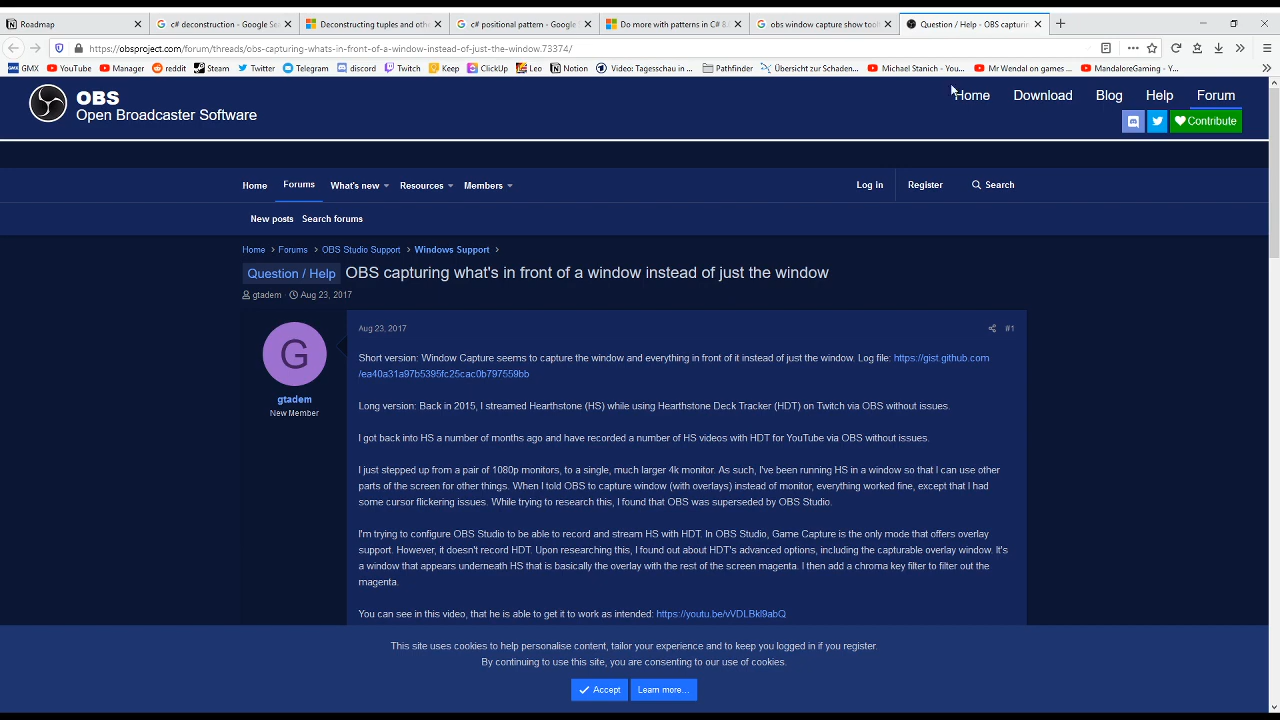 Roadmap
c# deconstruction - Google Sea
Deconstructing tuples and other
c# positional pattern - Google
Do more with patterns in C# 8.
obs window capture show toolt
Question / Help - OBS capturin
https://obsproject.com/forum/threads/obs-capturing-whats-in-front-of-a-window-instead-of-just-the-window.73374/
GMX YouTube Manager reddit Steam Twitter Telegram discord Twitch Keep ClickUp Eve Notion Video: Tagesschau in ... Pathfinder Übersicht zur Schaden... Michael Stanich - You... Mr Wendal on games ... MandaloreGaming - Y...
OBS
Open Broadcaster Software
Home Download Blog Help Forum
Contribute
Home Forums What's new Resources Members Log in Register Search
New posts Search forums
Home Forums OBS Studio Support Windows Support
Question / Help OBS capturing what's in front of a window instead of just the window
gtadem Aug 23, 2017
Aug 23, 2017 #1
G
gtadem
New Member
Short version: Window Capture seems to capture the window and everything in front of it instead of just the window. Log file: https://gist.github.com
/ea40a31a97b5395fc25cac0b797559bb
Long version: Back in 2015, I streamed Hearthstone (HS) while using Hearthstone Deck Tracker (HDT) on Twitch via OBS without issues.
I got back into HS a number of months ago and have recorded a number of HS videos with HDT for YouTube via OBS without issues.
I just stepped up from a pair of 1080p monitors, to a single, much larger 4k monitor. As such, I've been running HS in a window so that I can use other
parts of the screen for other things. When I told OBS to capture window (with overlays) instead of monitor, everything worked fine, except that I had
some cursor flickering issues. While trying to research this, I found that OBS was superseded by OBS Studio.
I'm trying to configure OBS Studio to be able to record and stream HS with HDT. In OBS Studio, Game Capture is the only mode that offers overlay
support. However, it doesn't record HDT. Upon researching this, I found out about HDT's advanced options, including the capturable overlay window. It's
a window that appears underneath HS that is basically the overlay with the rest of the screen magenta. I then add a chroma key filter to filter out the
magenta.
You can see in this video, that he is able to get it to work as intended: https://youtu.be/vVDLBkl9abQ
This site uses cookies to help personalise content, tailor your experience and to keep you logged in if you register.
By continuing to use this site, you are consenting to our use of cookies.
Accept Learn more...